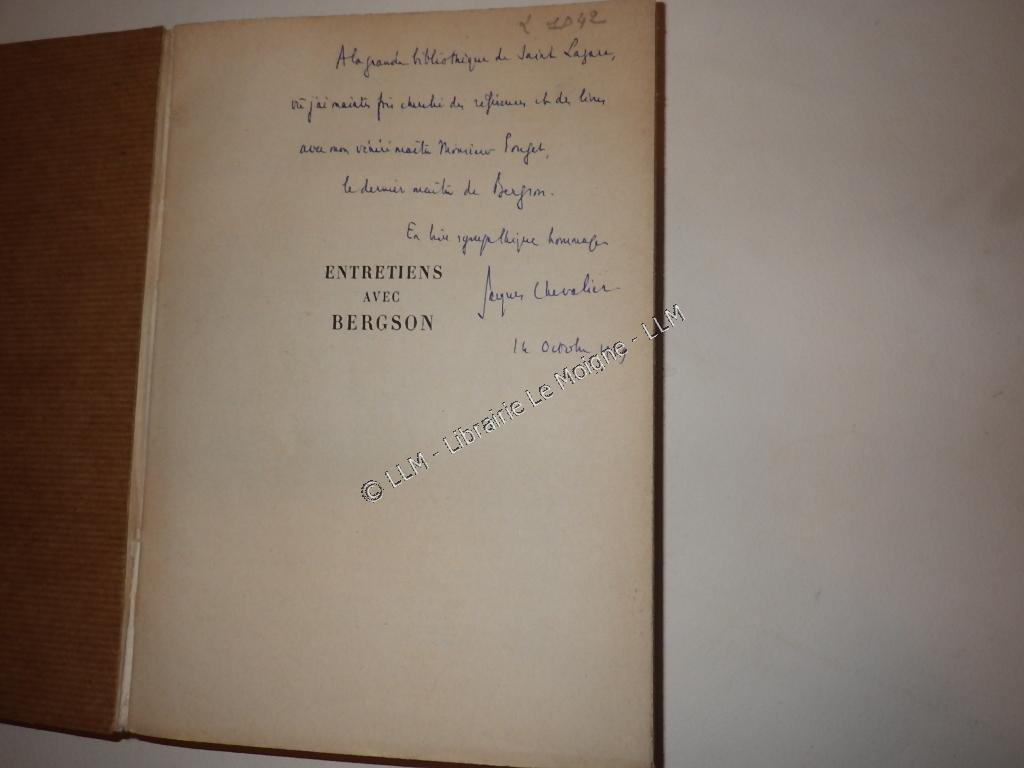 L 1042
A la grande bibliothèque de Saint Lazare,
où j'ai maintes fois cherché des références et des livres
avec mon vénéré maître Monsieur Pouget,
le dernier maître de Bergson.
En bien sympathique hommage
Jacques Chevalier
ENTRETIENS
AVEC
BERGSON
14 Octobre
© LLM - Librairie Le Moigne - LLM